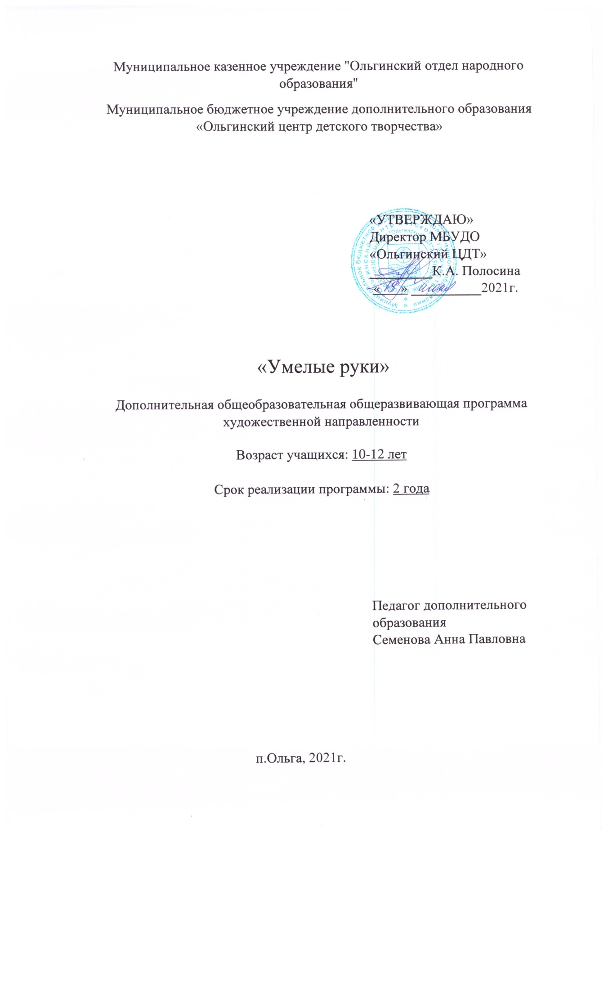 Муниципальное казенное учреждение "Ольгинский отдел народного
образования"
Муниципальное бюджетное учреждение дополнительного образования
«Ольгинский центр детского творчества»
«УТВЕРЖДАЮ»
Директор МБУДО
«Ольгинский ЦДТ»
_________К.А. Полосина
«15» июня 2021г.
«Умелые руки»
Дополнительная общеобразовательная общеразвивающая программа
художественной направленности
Возраст учащихся: 10-12 лет
Срок реализации программы: 2 года
Педагог дополнительного
образования
Семенова Анна Павловна
п.Ольга, 2021г.